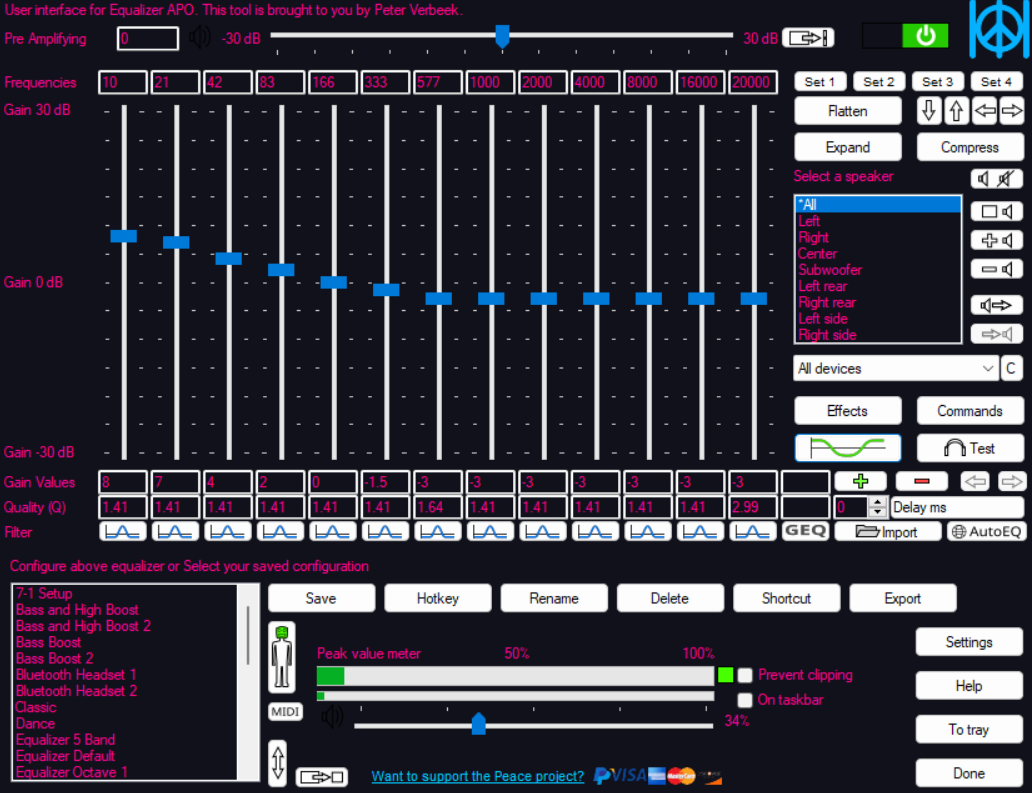 User interface for Equalizer APO. This tool is brought to you by Peter Verbeek.
Pre Amplifying 0 -30 dB 30 dB
Frequencies 10 21 42 83 166 333 577 1000 2000 4000 8000 16000 20000 Set 1 Set 2 Set 3 Set 4
Gain 30 dB Flatten
Expand Compress
Select a speaker
*All
Left
Right
Center
Subwoofer
Left rear
Right rear
Left side
Right side
Gain 0 dB
All devices C
Effects Commands
Gain -30 dB Test
Gain Values 8 7 4 2 0 -1.5 -3 -3 -3 -3 -3 -3 -3
Quality (Q) 1.41 1.41 1.41 1.41 1.41 1.41 1.64 1.41 1.41 1.41 1.41 1.41 2.99 0 Delay ms
Filter GEQ Import AutoEQ
Configure above equalizer or Select your saved configuration
7-1 Setup
Bass and High Boost
Bass and High Boost 2
Bass Boost
Bass Boost 2
Bluetooth Headset 1
Bluetooth Headset 2
Classic
Dance
Equalizer 5 Band
Equalizer Default
Equalizer Octave 1
Save Hotkey Rename Delete Shortcut Export
Peak value meter 50% 100%
Prevent clipping
On taskbar
MIDI
34%
Settings
Help
To tray
Done
Want to support the Peace project? VISA MasterCard